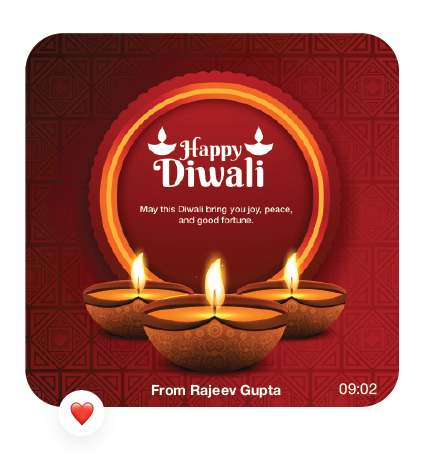 Happy
Diwali
May this Diwali bring you joy, peace,
and good fortune.
From Rajeev Gupta
09:02